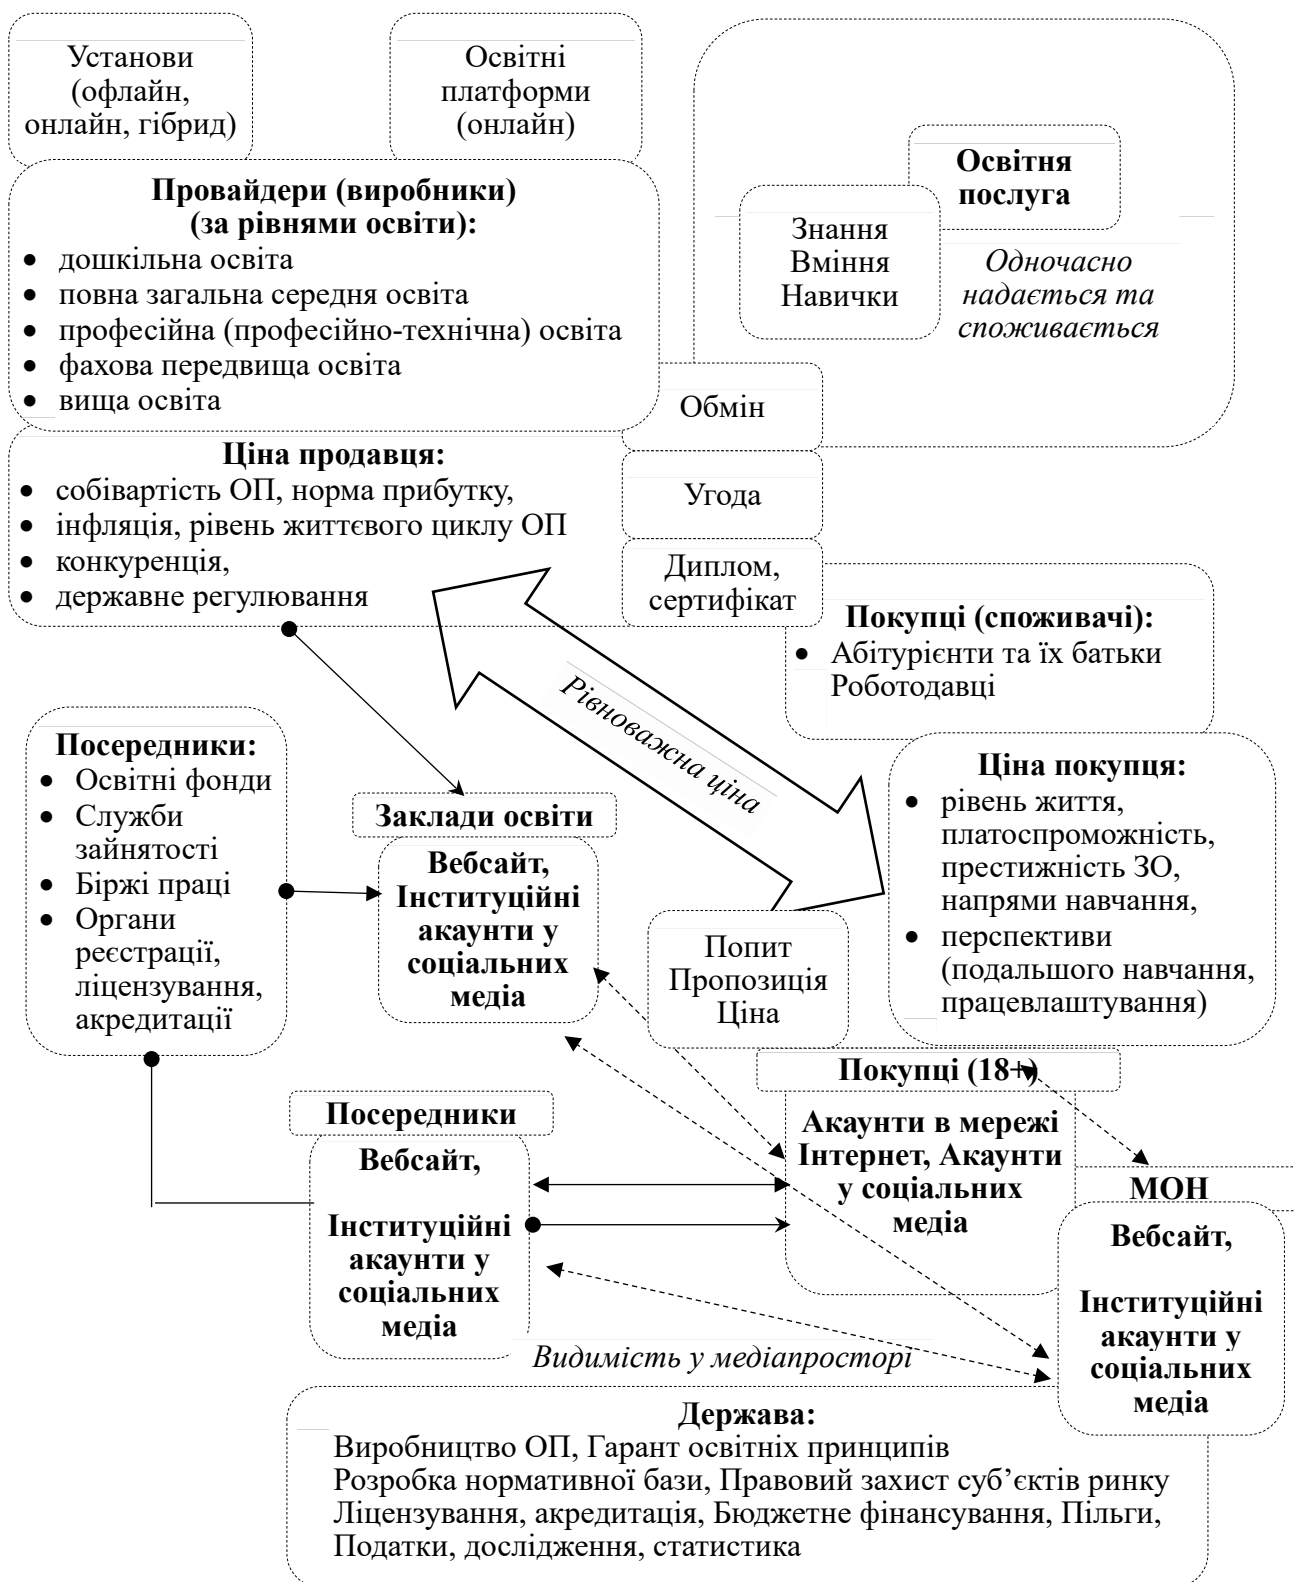 Установи
(офлайн,
онлайн, гібрид)
Освітні
платформи
(онлайн)
Освітня
послуга
Знання
Вміння
Навички
Одночасно
надається та
споживається
Провайдери (виробники)
(за рівнями освіти):
• дошкільна освіта
• повна загальна середня освіта
• професійна (професійно-технічна) освіта
• фахова передвища освіта
• вища освіта
Обмін
Угода
Диплом,
сертифікат
Ціна продавця:
• собівартість ОП, норма прибутку,
• інфляція, рівень життєвого циклу ОП
• конкуренція,
• державне регулювання
Покупці (споживачі):
• Абітурієнти та їх батьки
Роботодавці
Рівноважна ціна
Ціна покупця:
• рівень життя,
платоспроможність,
престижність ЗО,
напрями навчання,
• перспективи
(подальшого навчання,
працевлаштування)
Посередники:
• Освітні фонди
• Служби
зайнятості
• Біржі праці
• Органи
реєстрації,
ліцензування,
акредитації
Заклади освіти
Вебсайт,
Інституційні
акаунти у
соціальних
медіа
Попит
Пропозиція
Ціна
Покупці (18+)
Акаунти в мережі
Інтернет, Акаунти
у соціальних
медіа
Посередники
Вебсайт,
Інституційні
акаунти у
соціальних
медіа
МОН
Вебсайт,
Інституційні
акаунти у
соціальних
медіа
Видимість у медіапросторі
Держава:
Виробництво ОП, Гарант освітніх принципів
Розробка нормативної бази, Правовий захист суб’єктів ринку
Ліцензування, акредитація, Бюджетне фінансування, Пільги,
Податки, дослідження, статистика